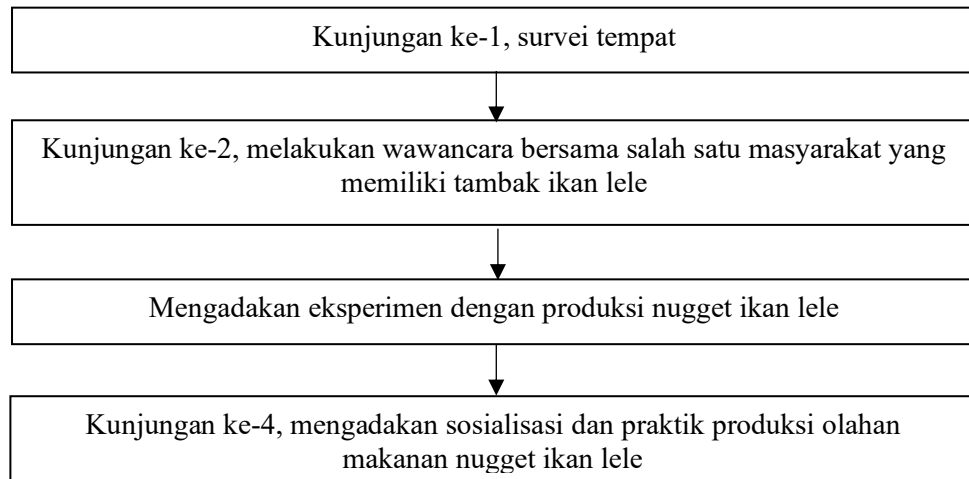 Kunjungan ke-1, survei tempat
Kunjungan ke-2, melakukan wawancara bersama salah satu masyarakat yang
memiliki tambak ikan lele
Mengadakan eksperimen dengan produksi nugget ikan lele
Kunjungan ke-4, mengadakan sosialisasi dan praktik produksi olahan
makanan nugget ikan lele